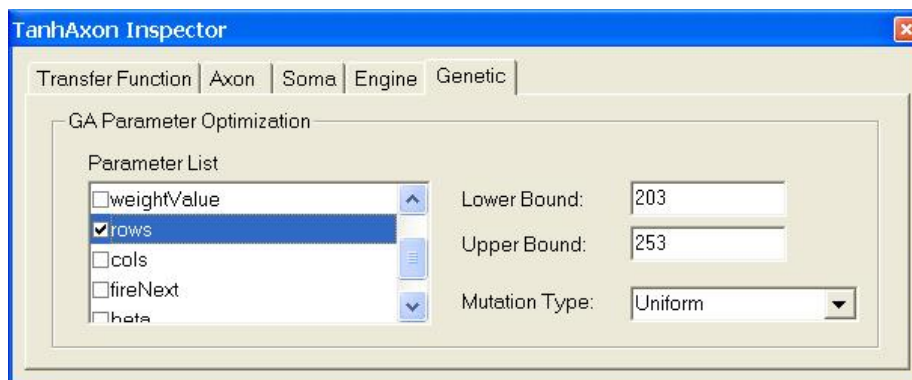 TanhAxon Inspector
Transfer Function Axon Soma Engine Genetic
GA Parameter Optimization
Parameter List
weightValue
rows
cols
fireNext
beta
Lower Bound: 203
Upper Bound: 253
Mutation Type: Uniform